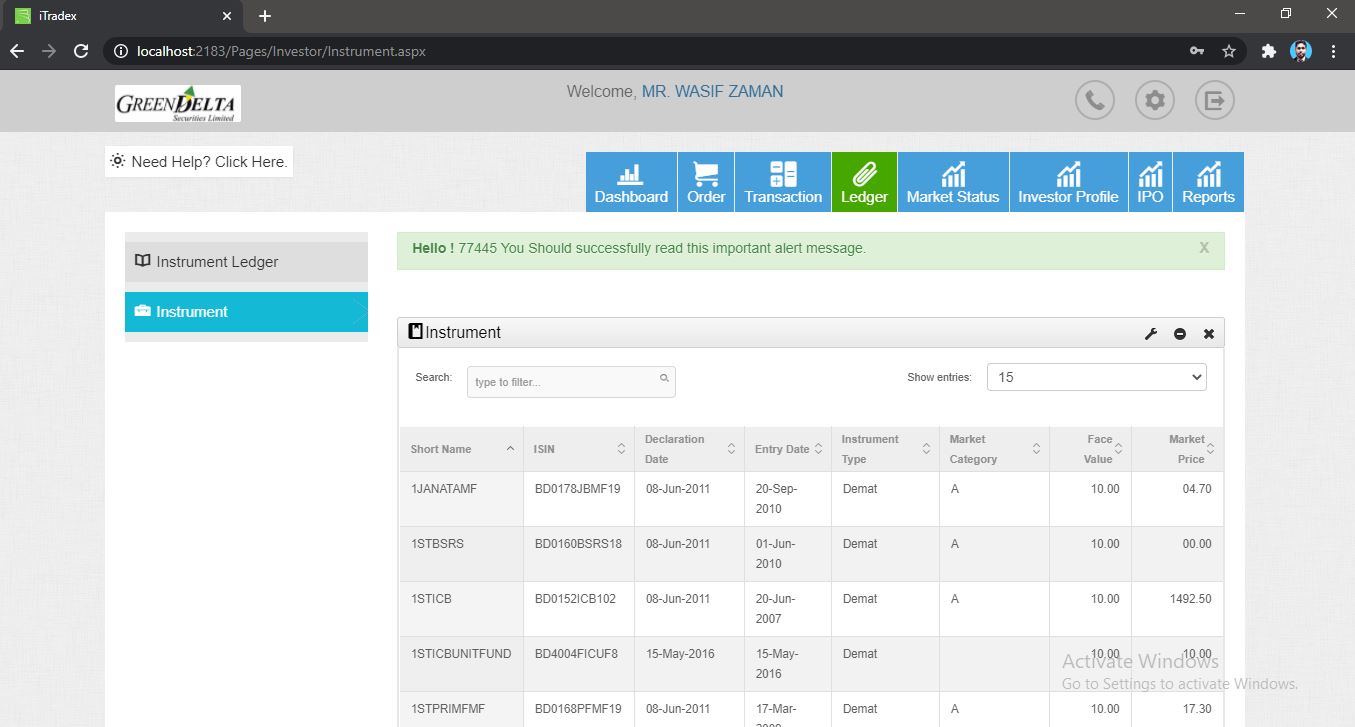 iTradex
localhost:2183/Pages/Investor/Instrument.aspx
GREENDELTA
Securities Limited
Welcome, MR. WASIF ZAMAN
Need Help? Click Here.
Dashboard Order Transaction Ledger Market Status Investor Profile IPO Reports
Instrument Ledger
Instrument
Hello ! 77445 You Should successfully read this important alert message. X
Instrument
Search: type to filter... Show entries: 15
Short Name ISIN Declaration Date Entry Date Instrument Type Market Category Face Value Market Price
1JANATAMF BD0178JBMF19 08-Jun-2011 20-Sep-2010 Demat A 10.00 04.70
1STBSRS BD0160BSRS18 08-Jun-2011 01-Jun-2010 Demat A 10.00 00.00
1STICB BD0152ICB102 08-Jun-2011 20-Jun-2007 Demat A 10.00 1492.50
1STICBUNITFUND BD4004FICUF8 15-May-2016 15-May-2016 Demat 10.00 10.00
1STPRIMFMF BD0168PFMF19 08-Jun-2011 17-Mar- Demat A 10.00 17.30
Activate Windows
Go to Settings to activate Windows.